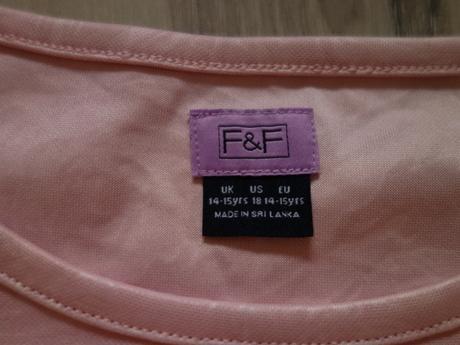 F&F
UK US EU
14-15yrs 18 14-15yrs
MADE IN SRI LANKA